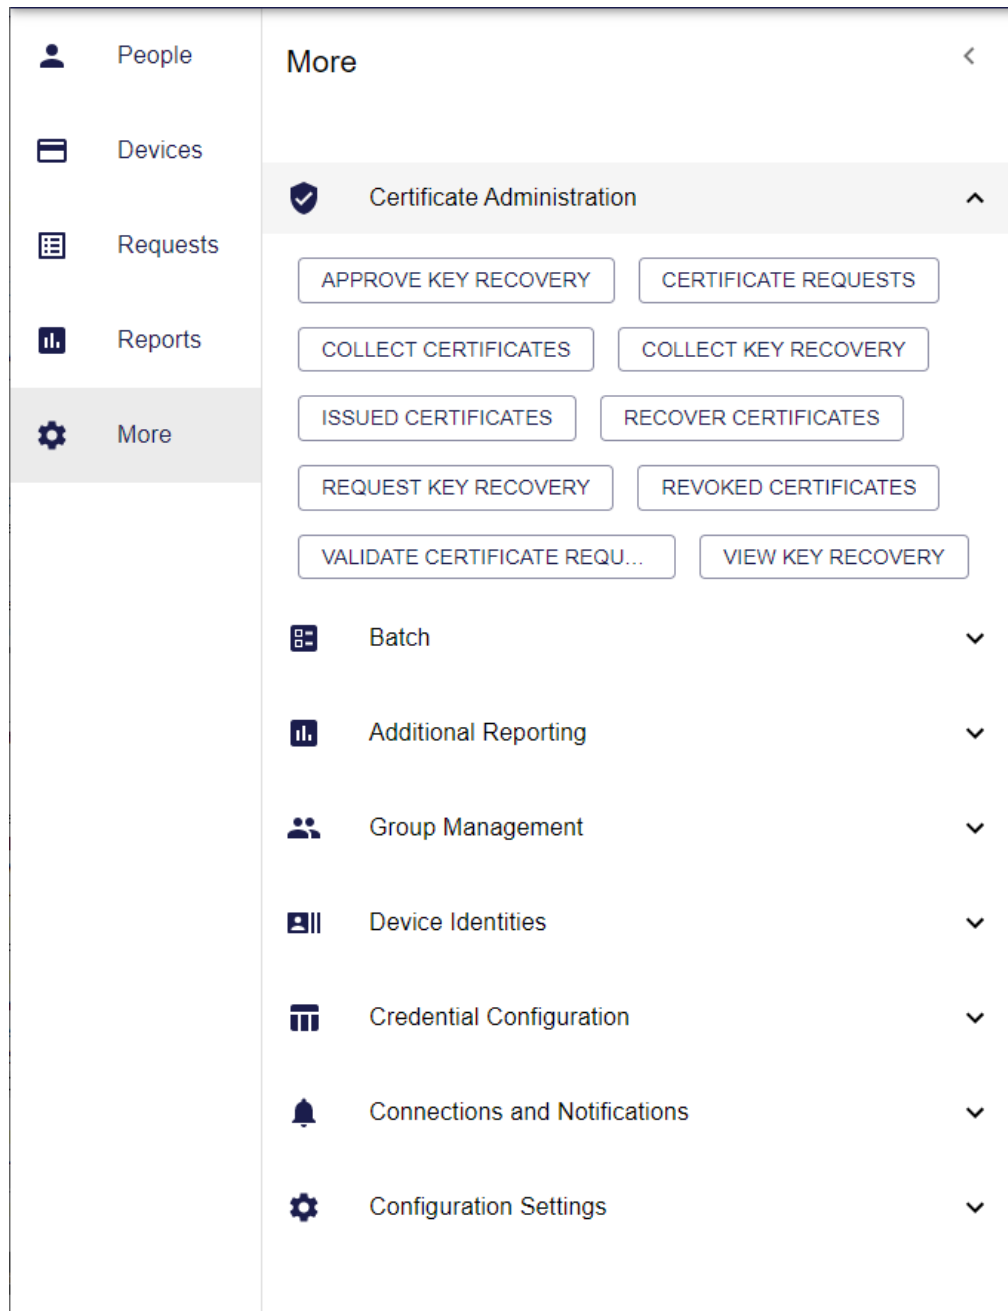 People
Devices
Requests
Reports
More
More
Certificate Administration
APPROVE KEY RECOVERY
CERTIFICATE REQUESTS
COLLECT CERTIFICATES
COLLECT KEY RECOVERY
ISSUED CERTIFICATES
RECOVER CERTIFICATES
REQUEST KEY RECOVERY
REVOKED CERTIFICATES
VALIDATE CERTIFICATE REQU...
VIEW KEY RECOVERY
Batch
Additional Reporting
Group Management
Device Identities
Credential Configuration
Connections and Notifications
Configuration Settings